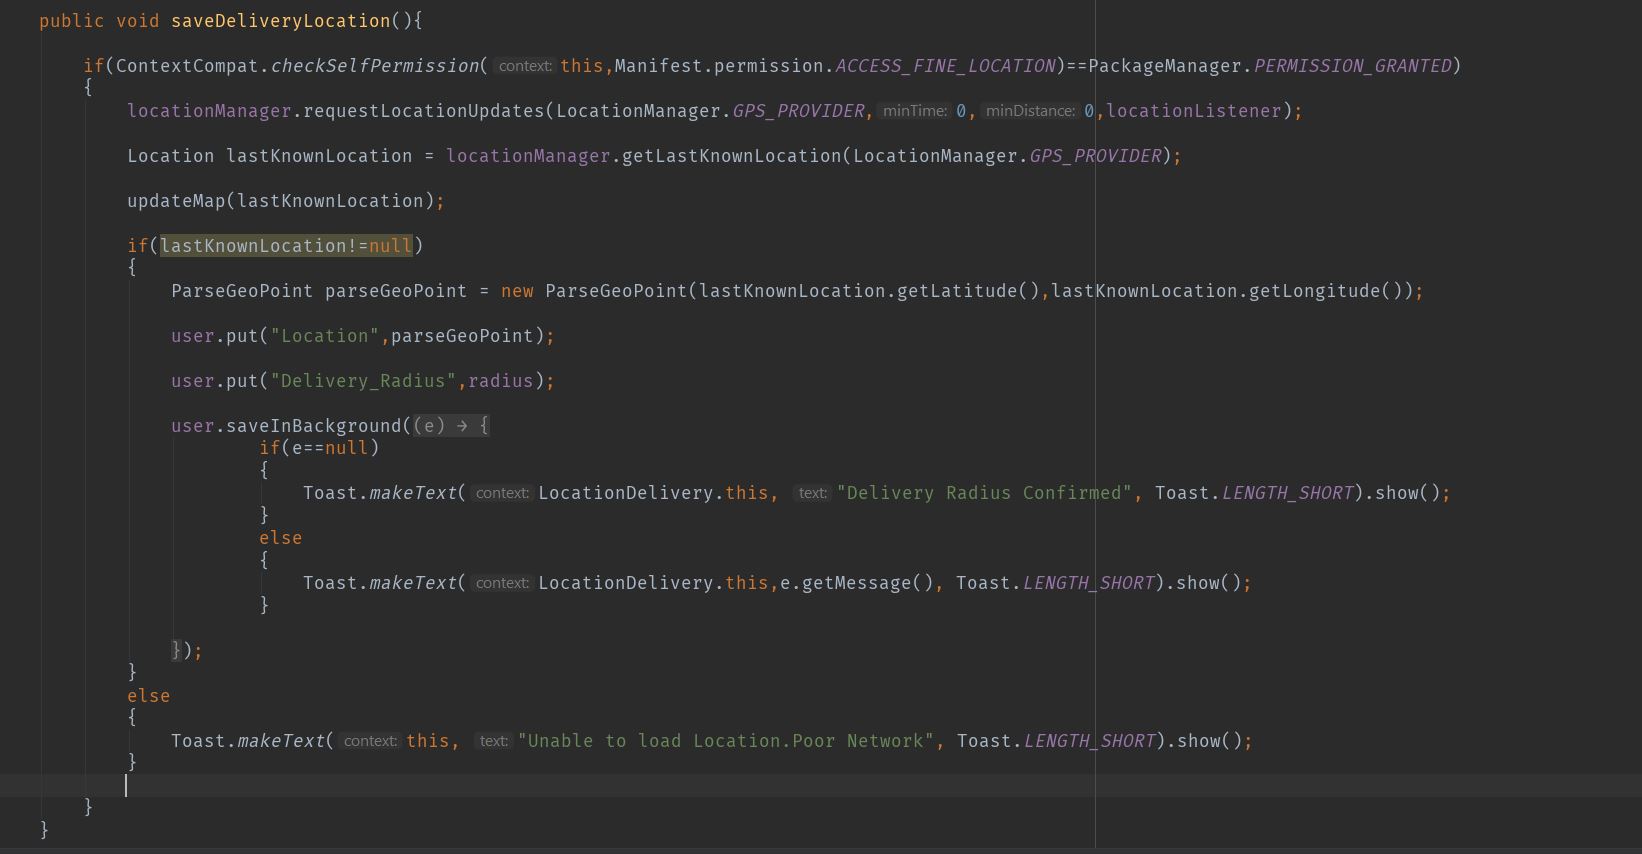 public void saveDeliveryLocation(){
if(ContextCompat.checkSelfPermission( context: this,Manifest.permission.ACCESS_FINE_LOCATION)==PackageManager.PERMISSION_GRANTED)
{
locationManager.requestLocationUpdates(LocationManager.GPS_PROVIDER, minTime: 0, minDistance: 0,locationListener);
Location lastKnownLocation = locationManager.getLastKnownLocation(LocationManager.GPS_PROVIDER);
updateMap(lastKnownLocation);
if(lastKnownLocation!=null)
{
ParseGeoPoint parseGeoPoint = new ParseGeoPoint(lastKnownLocation.getLatitude(),lastKnownLocation.getLongitude());
user.put("Location",parseGeoPoint);
user.put("Delivery_Radius",radius);
user.saveInBackground((e) → {
if(e==null)
{
Toast.makeText( context: LocationDelivery.this, text: "Delivery Radius Confirmed", Toast.LENGTH_SHORT).show();
}
else
{
Toast.makeText( context: LocationDelivery.this,e.getMessage(), Toast.LENGTH_SHORT).show();
}
});
}
else
{
Toast.makeText( context: this, text: "Unable to load Location.Poor Network", Toast.LENGTH_SHORT).show();
}
}
}